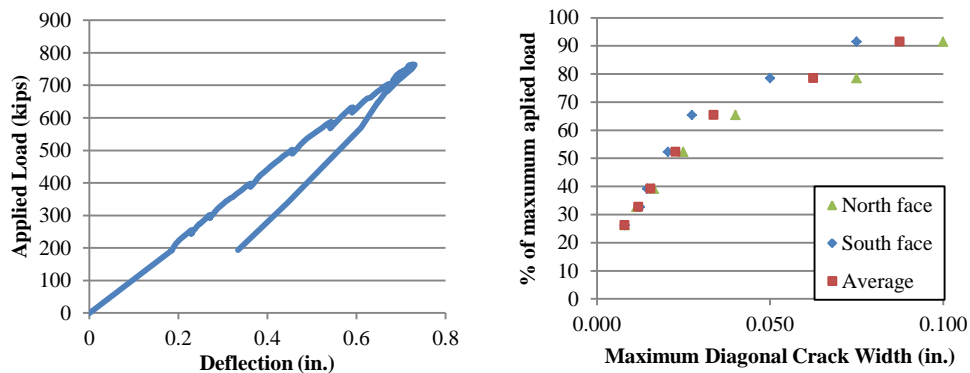 Applied Load (kips)
900
800
700
600
500
400
300
200
100
0
0 0.2 0.4 0.6 0.8
Deflection (in.)
% of maxumum aplied load
100
90
80
70
60
50
40
30
20
10
0
0.000 0.050 0.100
Maximum Diagonal Crack Width (in.)
North face
South face
Average